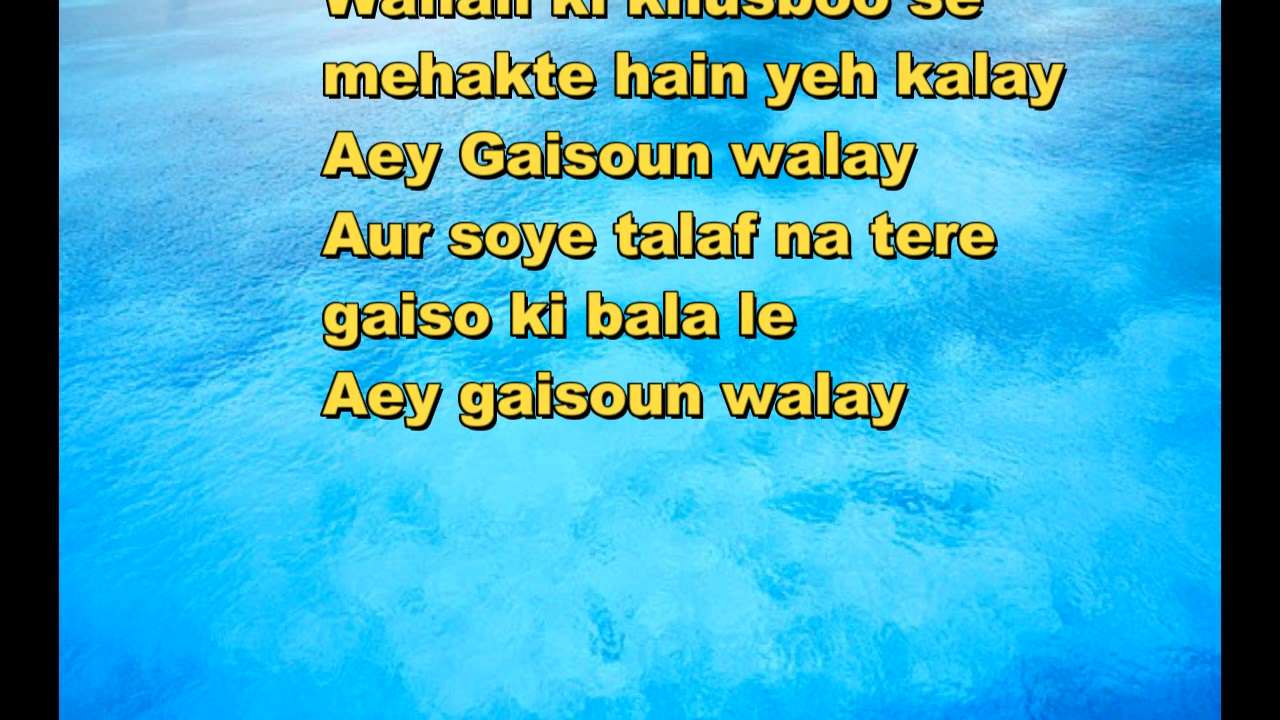 Wahan ki khusboo se
mehakte hain yeh kalay
Aey Gaisoun walay
Aur soye talaf na tere
gaiso ki bala le
Aey gaisoun walay